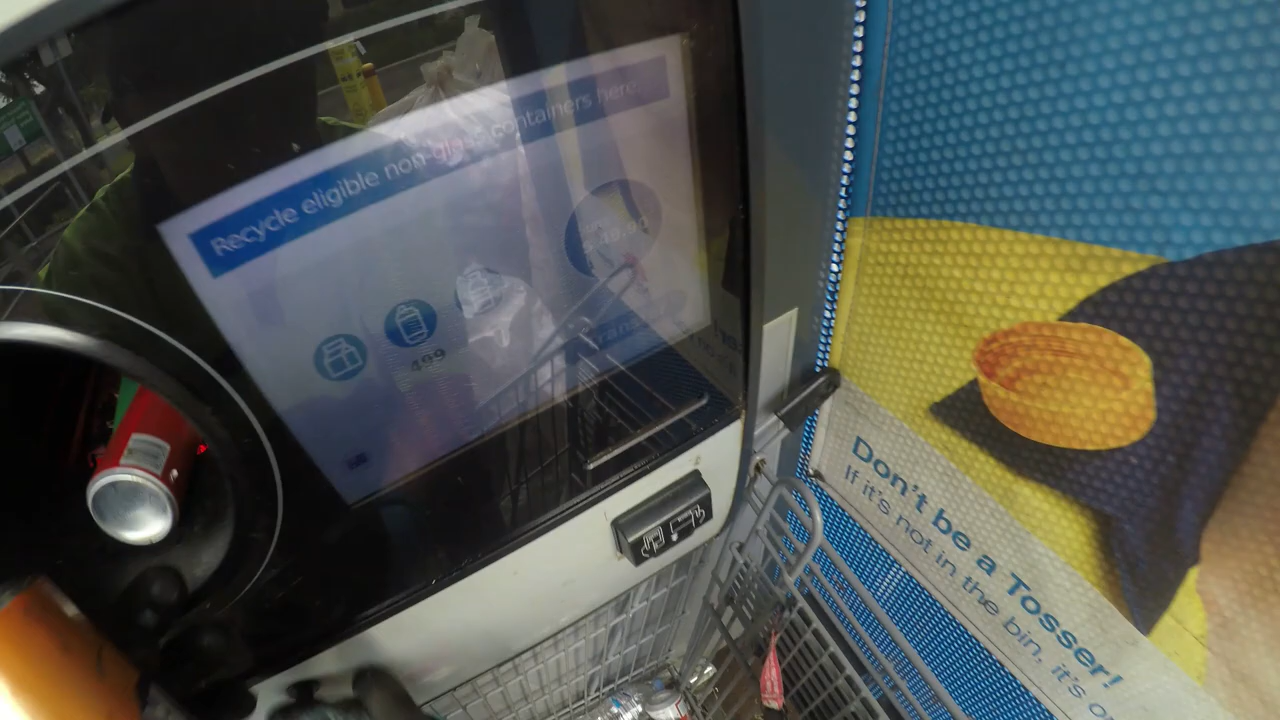 Recycle eligible non-glass containers here.
499
Don't be a Tosser!
If it's not in the bin, it's o